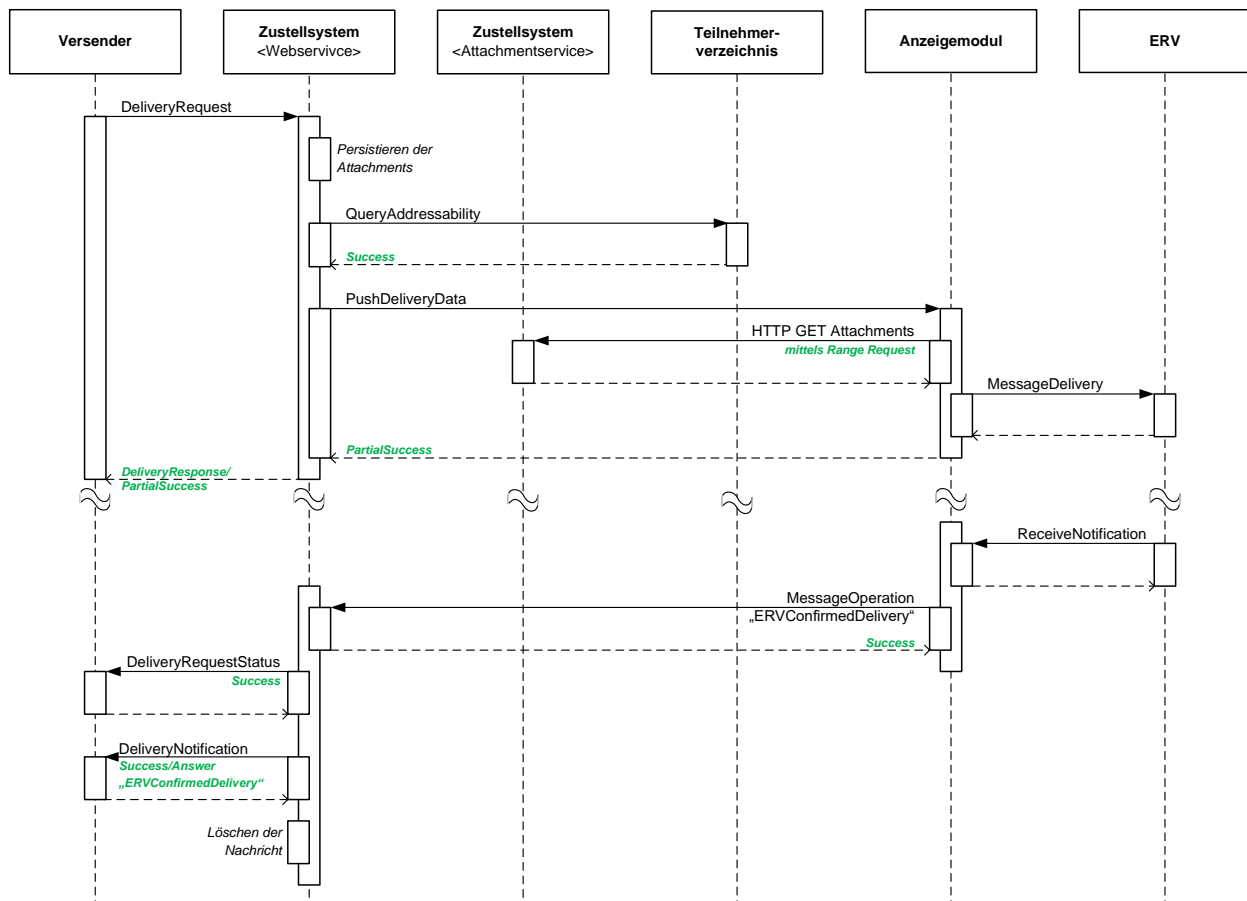 Versender
Zustellsystem
<Webservivce>
Zustellsystem
<Attachmentservice>
Teilnehmer-
verzeichnis
Anzeigemodul
ERV
DeliveryRequest
Persistieren der
Attachments
QueryAddressability
Success
PushDeliveryData
HTTP GET Attachments
mittels Range Request
MessageDelivery
PartialSuccess
DeliveryResponse/
PartialSuccess
ReceiveNotification
MessageOperation
„ERVConfirmedDelivery“
Success
DeliveryRequestStatus
Success
DeliveryNotification
Success/Answer
„ERVConfirmedDelivery“
Löschen der
Nachricht